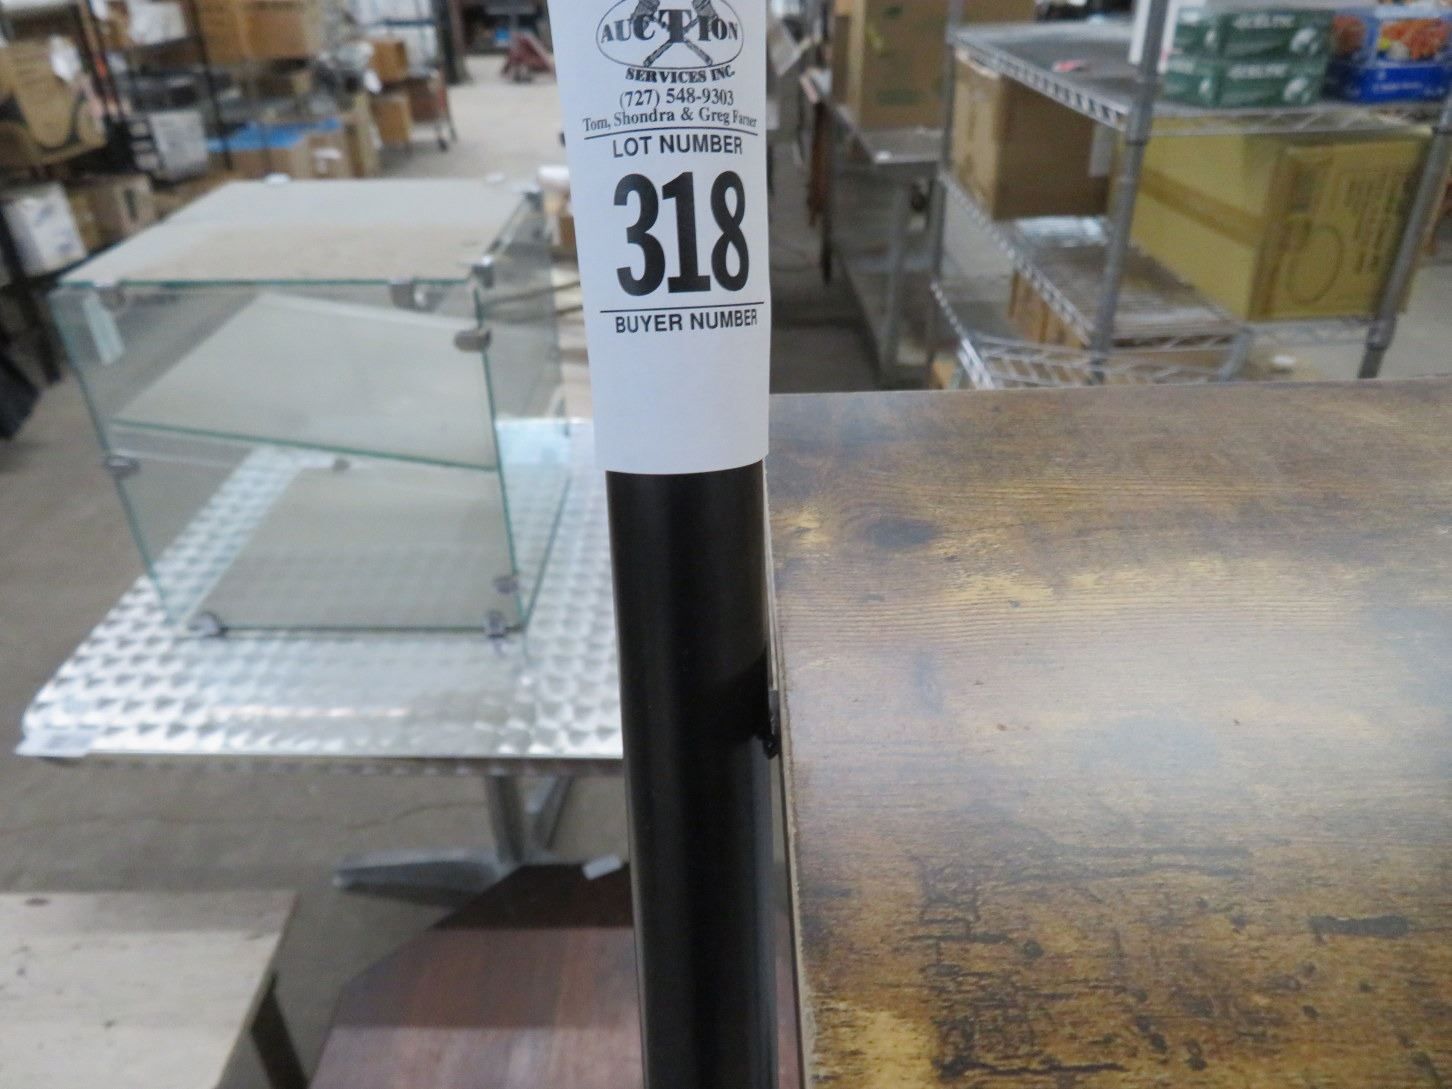 AUCTION
SERVICES INC.
(727) 548-9303
Tom, Shondra & Greg Farner
LOT NUMBER
318
BUYER NUMBER